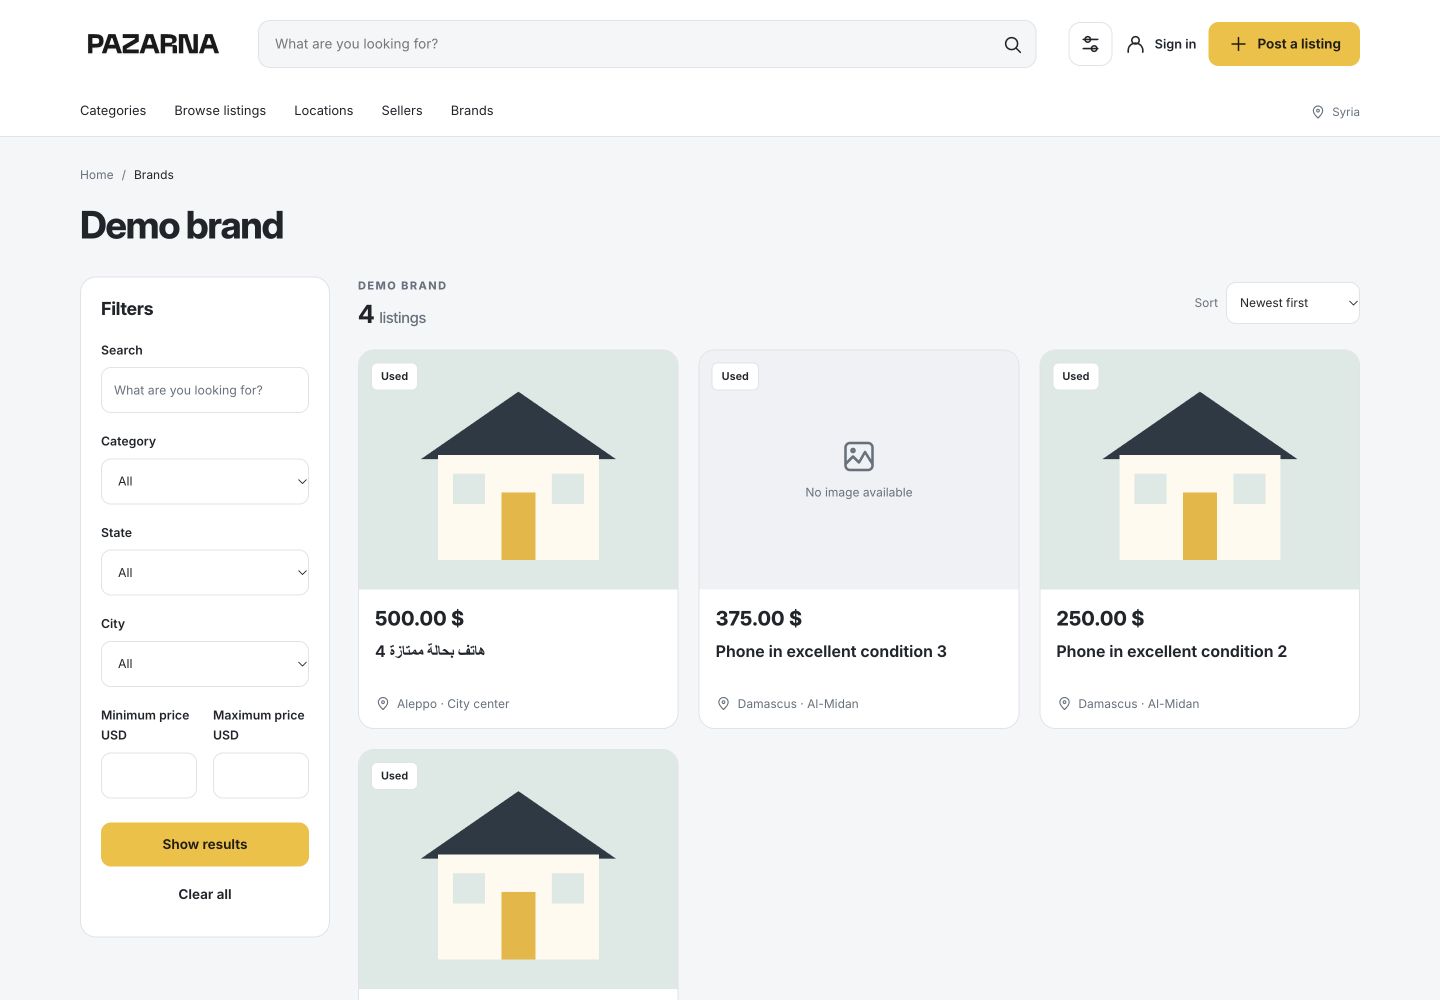 PAZARNA
What are you looking for?
Sign in
Post a listing
Categories
Browse listings
Locations
Sellers
Brands
Syria
Home / Brands
Demo brand
Filters
Search
What are you looking for?
Category
All
State
All
City
All
Minimum price USD
Maximum price USD
Show results
Clear all
DEMO BRAND
4 listings
Sort
Newest first
Used
500.00 $
هاتف بحالة ممتازة 4
Aleppo · City center
Used
No image available
375.00 $
Phone in excellent condition 3
Damascus · Al-Midan
Used
250.00 $
Phone in excellent condition 2
Damascus · Al-Midan
Used